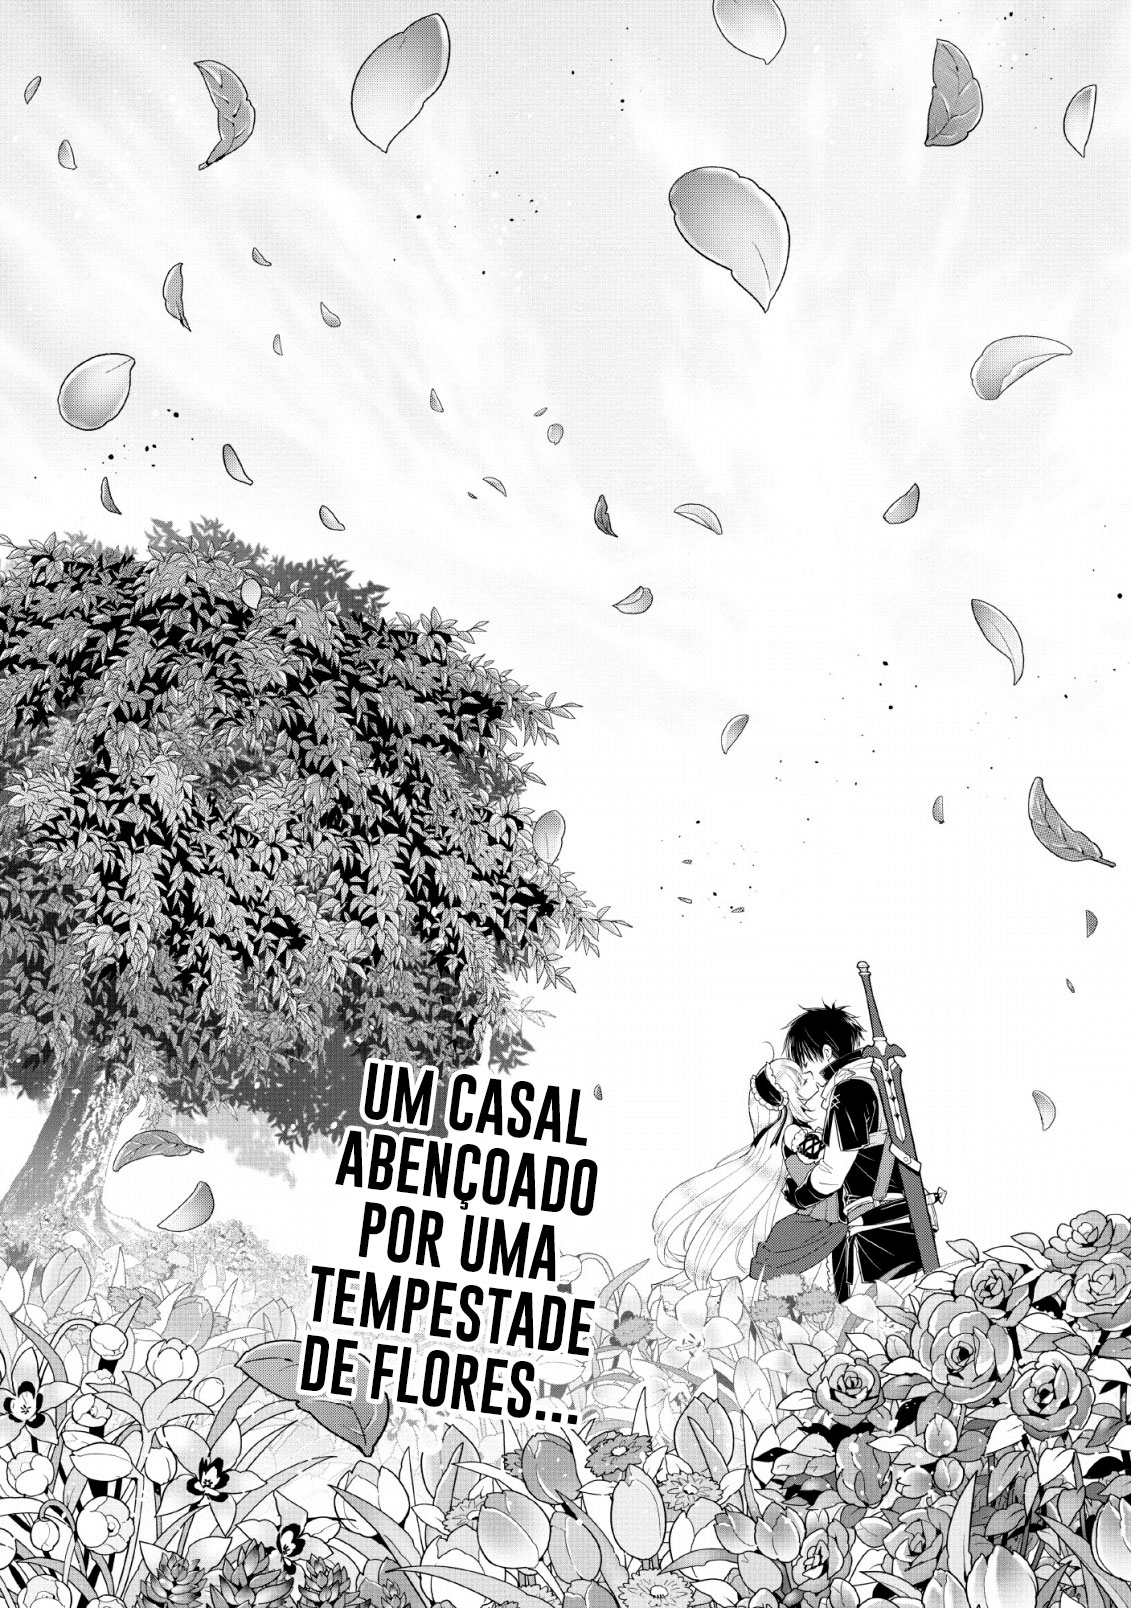 UM CASAL
ABENÇOADO
POR UMA
TEMPESTADE
DE FLORES...